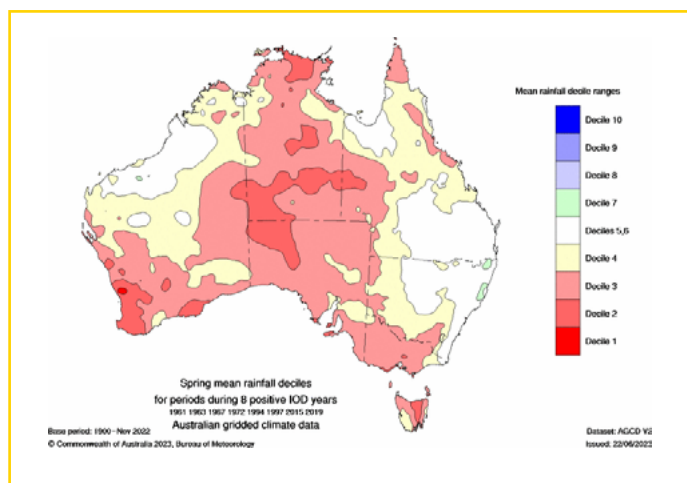 Mean rainfall decile ranges
Decile 10
Decile 9
Decile 8
Decile 7
Deciles 5,6
Decile 4
Decile 3
Decile 2
Decile 1
Spring mean rainfall deciles
for periods during 8 positive IOD years
1961 1963 1967 1972 1994 1997 2015 2019
Australian gridded climate data
Base period: 1900 - Nov 2022
© Commonwealth of Australia 2023, Bureau of Meteorology
Dataset: AGCD V2
Issued: 22/06/2023